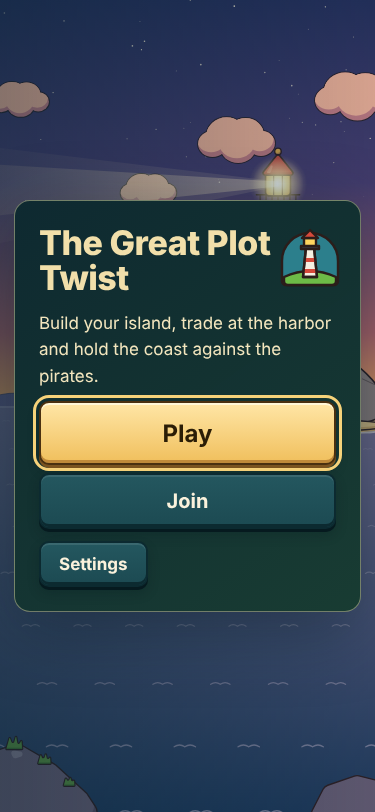 The Great Plot
Twist
Build your island, trade at the harbor
and hold the coast against the
pirates.
Play
Join
Settings